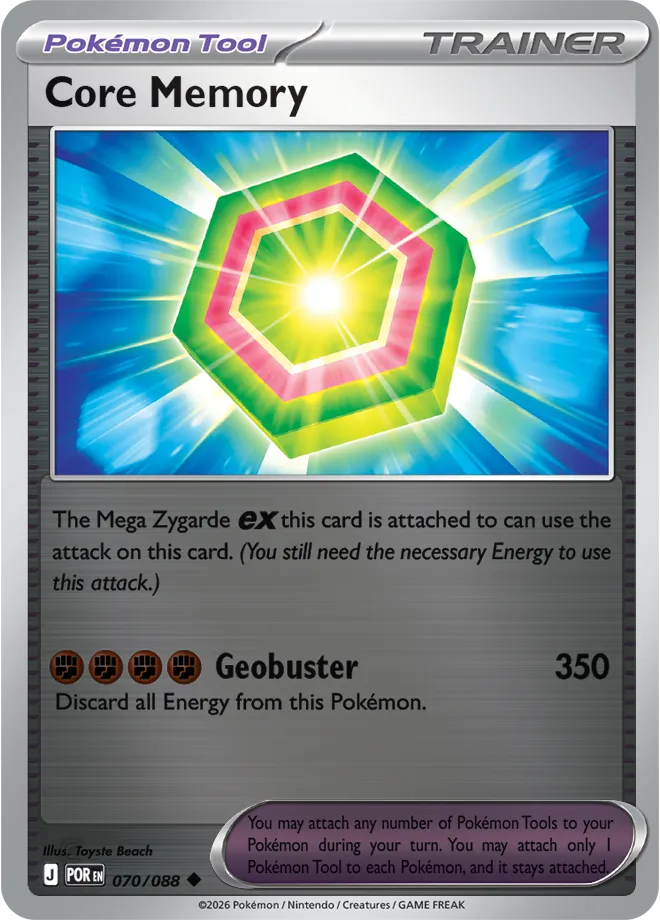 Pokémon Tool
TRAINER
Core Memory
The Mega Zygarde ex this card is attached to can use the
attack on this card. (You still need the necessary Energy to use
this attack.)
Geobuster 350
Discard all Energy from this Pokémon.
You may attach any number of Pokémon Tools to your
Pokémon during your turn. You may attach only 1
Pokémon Tool to each Pokémon, and it stays attached.
Illus. Toyste Beach
J POR EN 070/088
©2026 Pokémon / Nintendo / Creatures / GAME FREAK